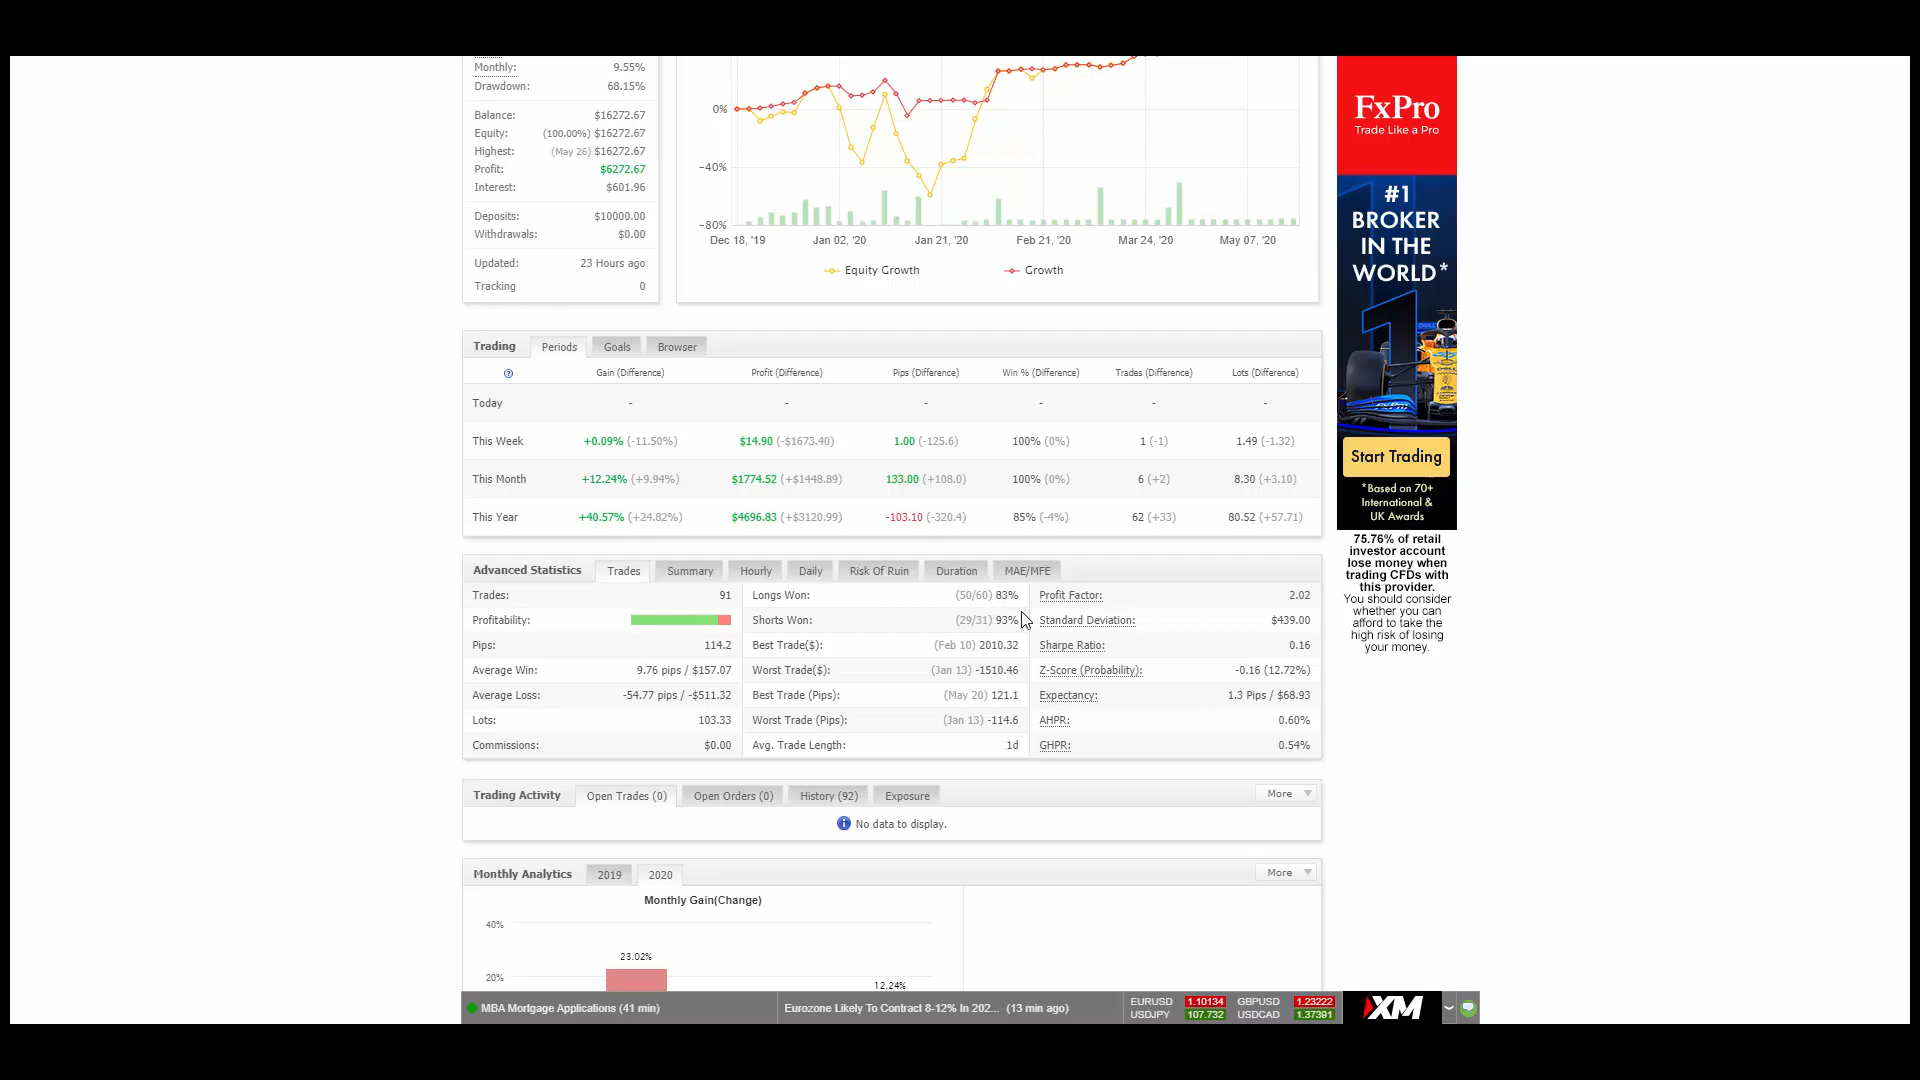 Monthly: 9.55%
Drawdown: 68.15%
Balance: $16272.67
Equity: (100.00%) $16272.67
Highest: (May 26) $16272.67
Profit: $6272.67
Interest: $601.96
Deposits: $10000.00
Withdrawals: $0.00
Updated: 23 Hours ago
Tracking 0
0%
-40%
-80%
Dec 18, '19 Jan 02, '20 Jan 21, '20 Feb 21, '20 Mar 24, '20 May 07, '20
Equity Growth Growth
FxPro
Trade Like a Pro
#1
BROKER
IN THE
WORLD*
1
FxPro
Start Trading
*Based on 70+
International &
UK Awards
75.76% of retail
investor account
lose money when
trading CFDs with
this provider.
You should consider
whether you can
afford to take the
high risk of losing
your money.
Trading Periods Goals Browser
Gain (Difference) Profit (Difference) Pips (Difference) Win % (Difference) Trades (Difference) Lots (Difference)
Today - - - - - -
This Week +0.09% (-11.50%) $14.90 (-$1673.40) 1.00 (-125.6) 100% (0%) 1 (-1) 1.49 (-1.32)
This Month +12.24% (+9.94%) $1774.52 (+$1448.89) 133.00 (+108.0) 100% (0%) 6 (+2) 8.30 (+3.10)
This Year +40.57% (+24.82%) $4696.83 (+$3120.99) -103.10 (-320.4) 85% (-4%) 62 (+33) 80.52 (+57.71)
Advanced Statistics Trades Summary Hourly Daily Risk Of Ruin Duration MAE/MFE
Trades: 91 Longs Won: (50/60) 83% Profit Factor: 2.02
Profitability: Shorts Won: (29/31) 93% Standard Deviation: $439.00
Pips: 114.2 Best Trade($): (Feb 10) 2010.32 Sharpe Ratio: 0.16
Average Win: 9.76 pips / $157.07 Worst Trade($): (Jan 13) -1510.46 Z-Score (Probability): -0.16 (12.72%)
Average Loss: -54.77 pips / -$511.32 Best Trade (Pips): (May 20) 121.1 Expectancy: 1.3 Pips / $68.93
Lots: 103.33 Worst Trade (Pips): (Jan 13) -114.6 AHPR: 0.60%
Commissions: $0.00 Avg. Trade Length: 1d GHPR: 0.54%
Trading Activity Open Trades (0) Open Orders (0) History (92) Exposure More
No data to display.
Monthly Analytics 2019 2020 More
Monthly Gain(Change)
40%
23.02%
20%
12.24%
MBA Mortgage Applications (41 min) Eurozone Likely To Contract 8-12% In 202... (13 min ago) EURUSD 1.10134 GBPUSD 1.23222 XM
USDJPY 107.732 USDCAD 1.37391